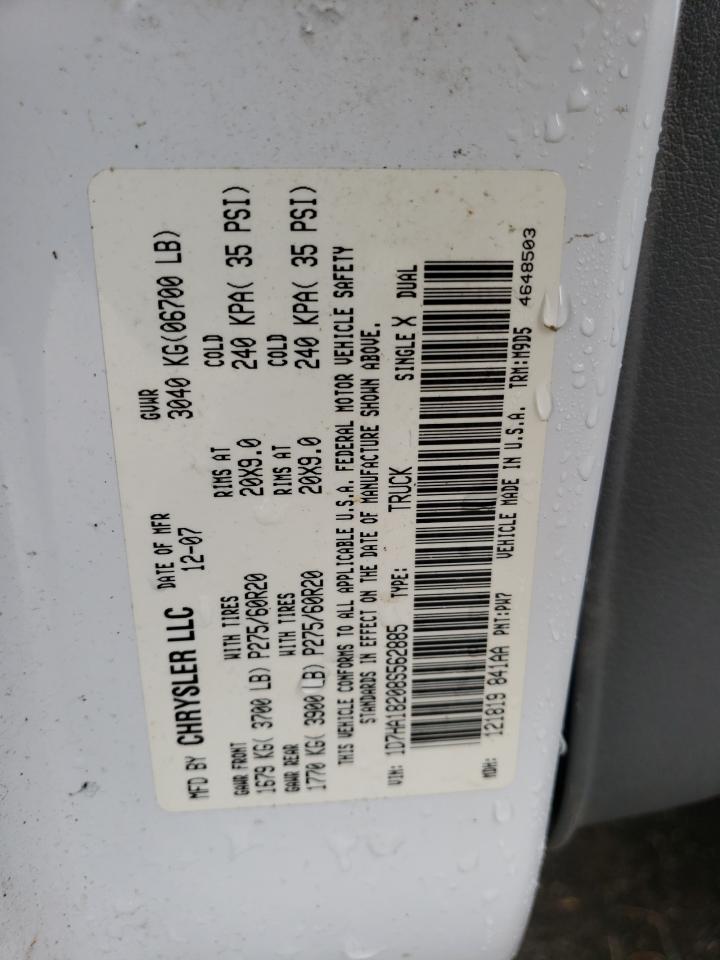 MFD BY CHRYSLER LLC DATE OF MFR GVWR
12-07 3040 KG(06700 LB)
GAWR FRONT WITH TIRES RIMS AT COLD
1679 KG( 3700 LB) P275/60R20 20X9.0 240 KPA( 35 PSI)
GAWR REAR WITH TIRES RIMS AT COLD
1770 KG( 3900 LB) P275/60R20 20X9.0 240 KPA( 35 PSI)
THIS VEHICLE CONFORMS TO ALL APPLICABLE U.S.A. FEDERAL MOTOR VEHICLE SAFETY
STANDARDS IN EFFECT ON THE DATE OF MANUFACTURE SHOWN ABOVE.
VIN: 1D7HA18208S562885 TYPE: TRUCK SINGLE X DUAL
MDH: 121819 841AA PNT:PW7 VEHICLE MADE IN U.S.A. TRM:M9D5
4648503